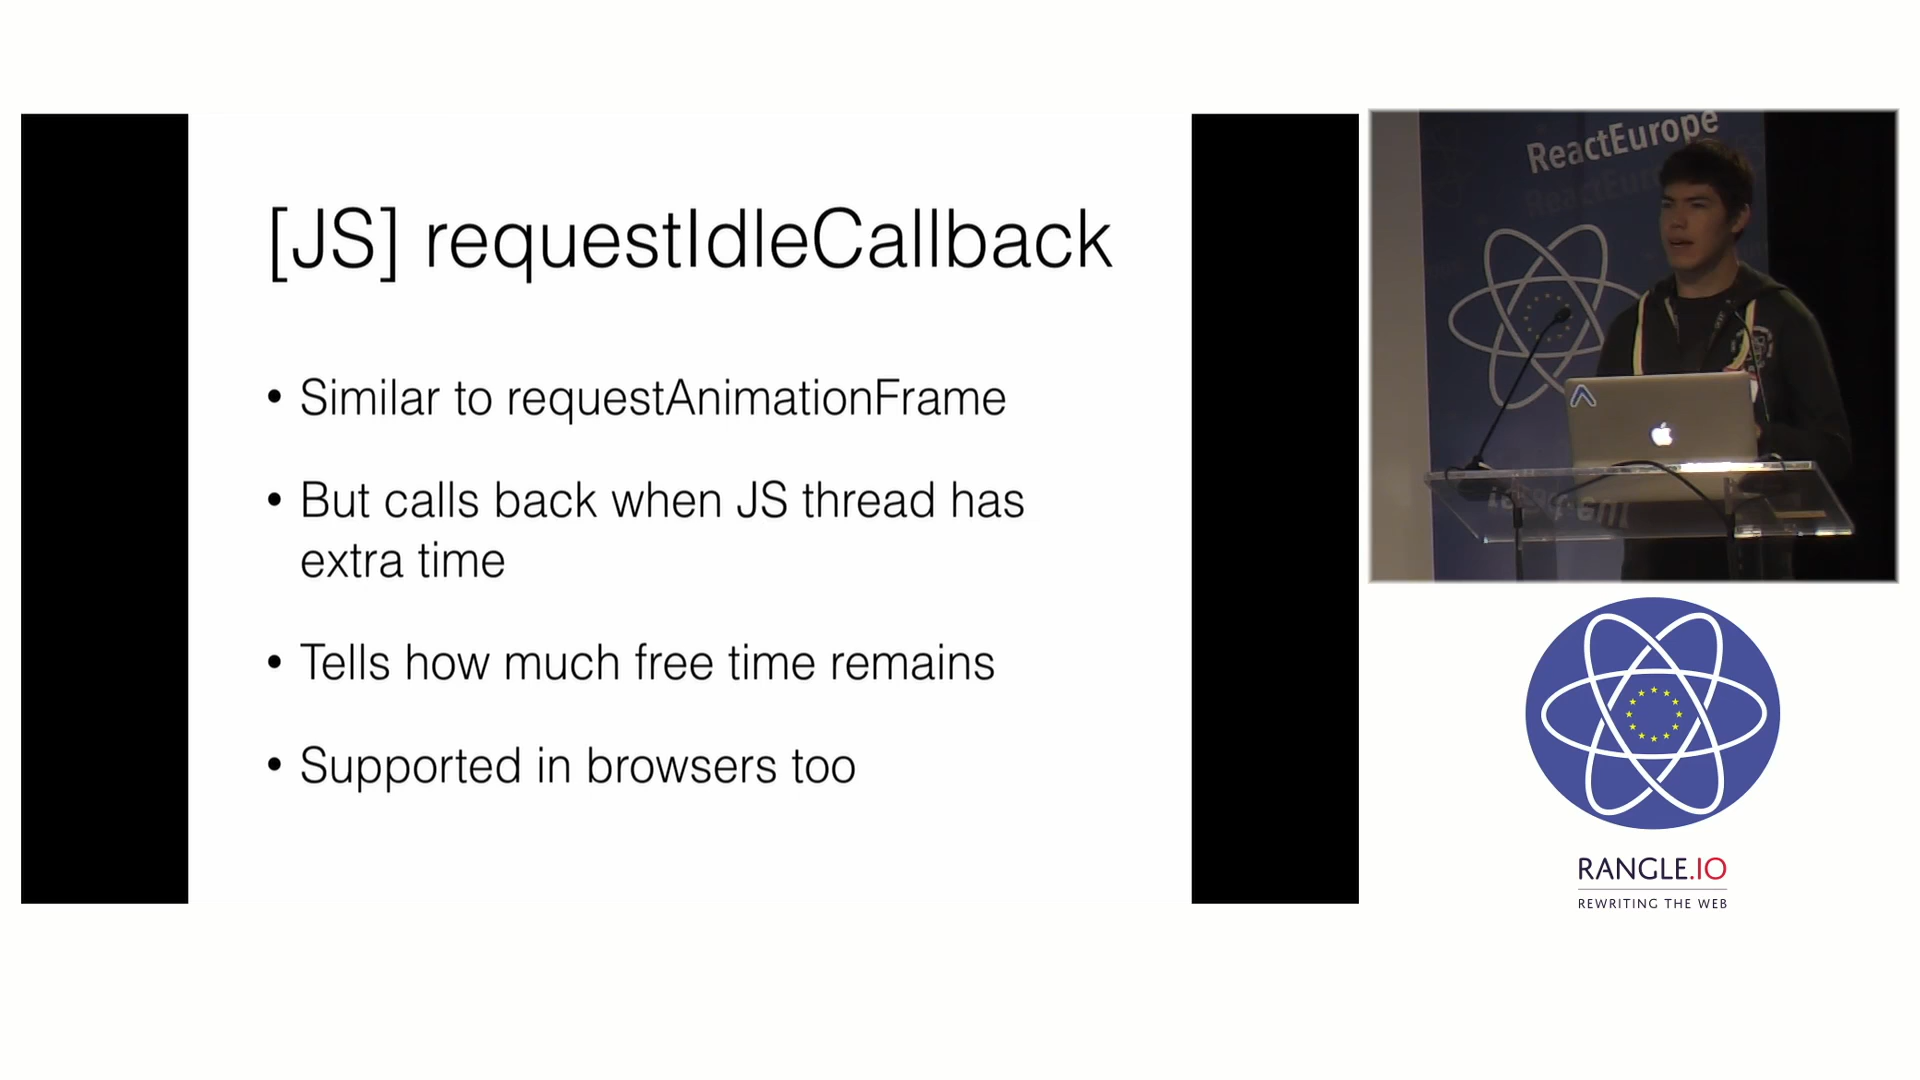 [JS] requestIdleCallback
• Similar to requestAnimationFrame
• But calls back when JS thread has
extra time
• Tells how much free time remains
• Supported in browsers too
ReactEurope
RANGLE.IO
REWRITING THE WEB